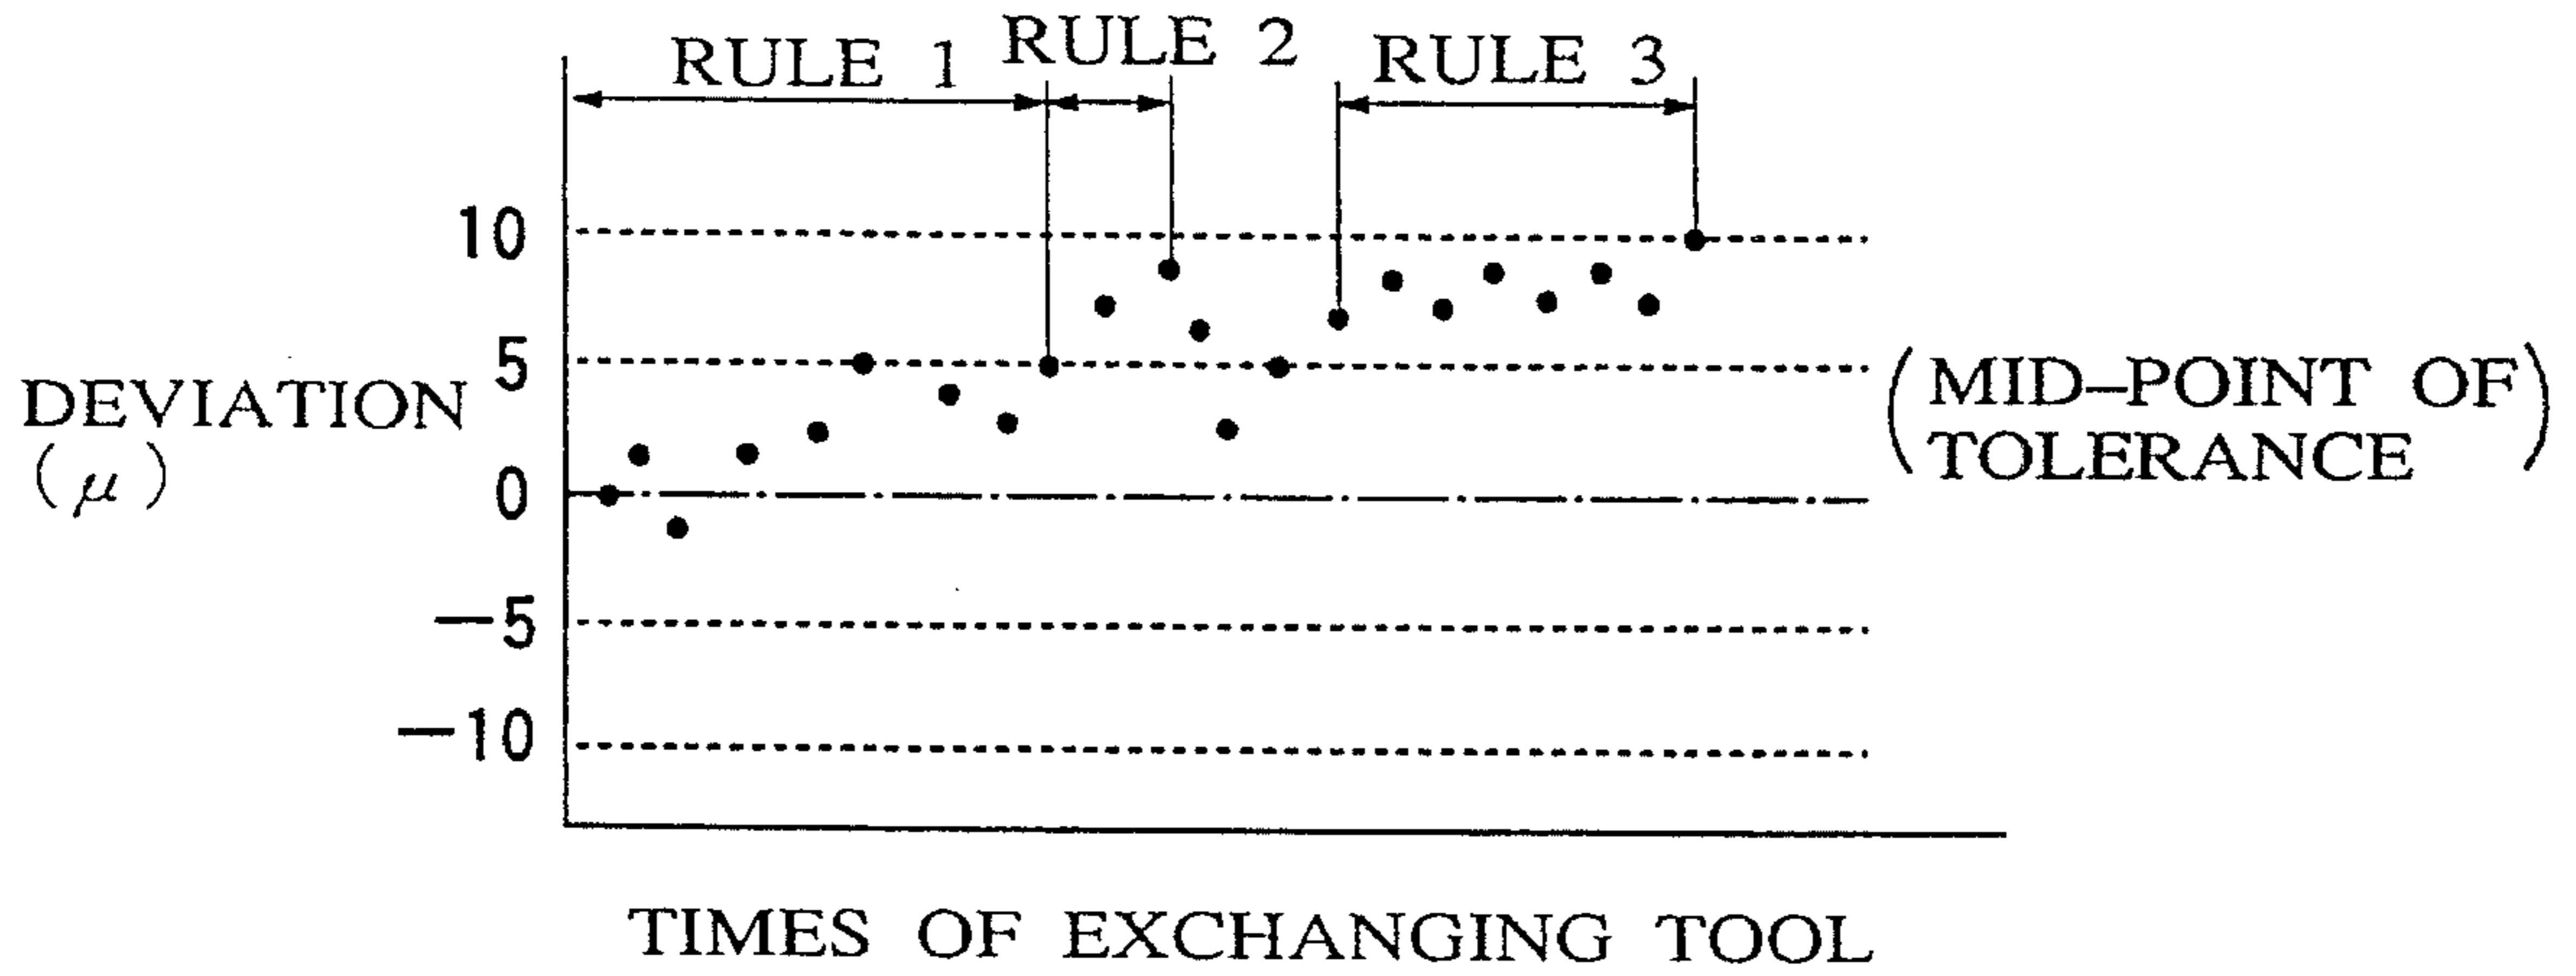 RULE 1 RULE 2 RULE 3
10
5
DEVIATION
(μ)
0
−5
−10
(MID–POINT OF
TOLERANCE)
TIMES OF EXCHANGING TOOL